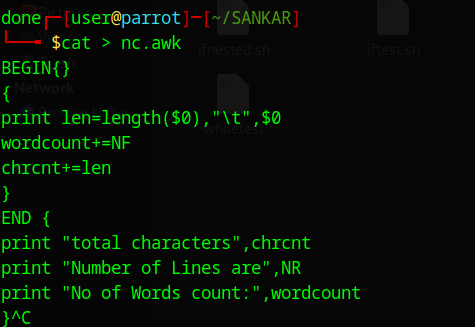 done┌─[user@parrot]─[~/SANKAR]
└──╼ $cat > nc.awk
BEGIN{}
{
print len=length($0),"\t",$0
wordcount+=NF
chrcnt+=len
}
END {
print "total characters",chrcnt
print "Number of Lines are",NR
print "No of Words count:",wordcount
}^C
ifnested.sh
iftest.sh
whiletest
Network